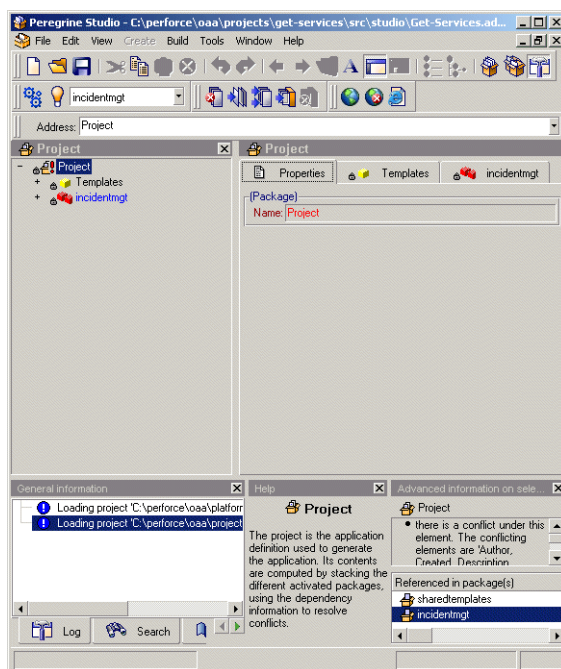 Peregrine Studio - C:\perforce\oaa\projects\get-services\src\studio\Get-Services.ad...
File Edit View Create Build Tools Window Help
incidentmgt
Address: Project
Project
Project
Templates
incidentmgt
Project
Properties Templates incidentmgt
(Package)
Name: Project
General information
Loading project 'C:\perforce\oaa\platforr
Loading project 'C:\perforce\oaa\project
Log Search
Help
Project
The project is the application
definition used to generate
the application. Its contents
are computed by stacking the
different activated packages,
using the dependency
information to resolve
conflicts.
Advanced information on sele...
Project
• there is a conflict under this
element. The conflicting
elements are 'Author,
Created, Description
Referenced in package(s)
sharedtemplates
incidentmgt